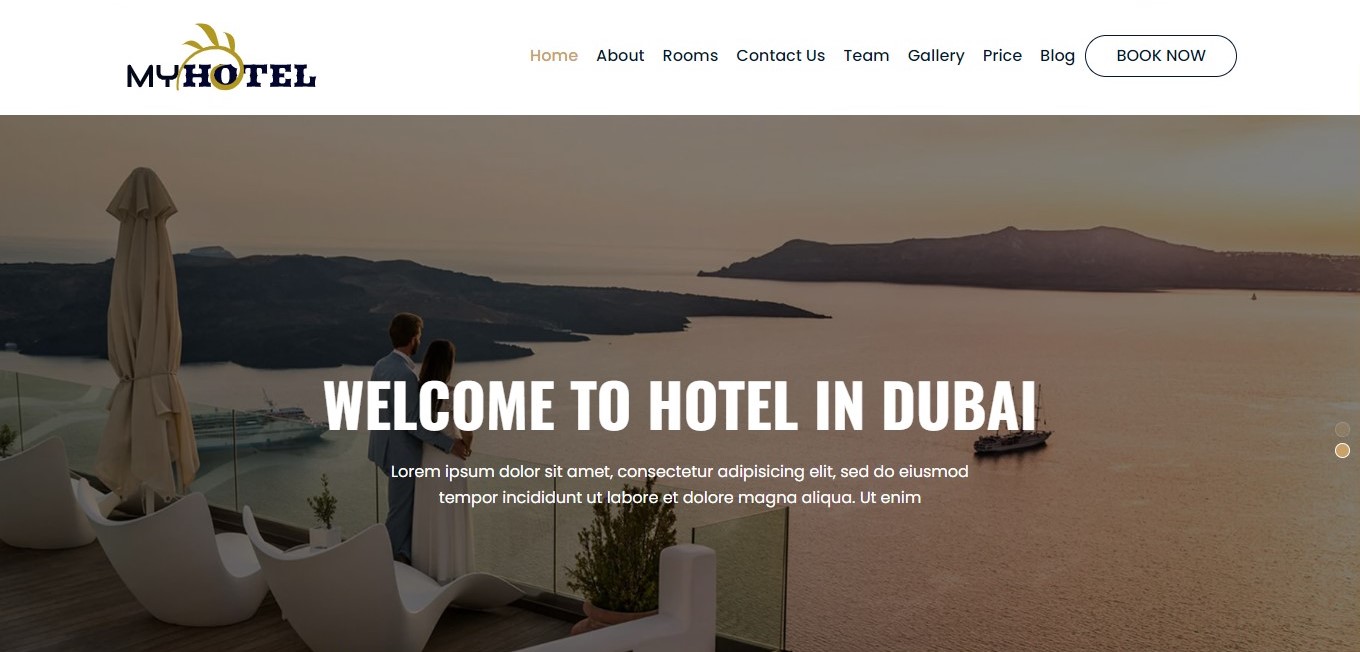 MYHOTEL
Home About Rooms Contact Us Team Gallery Price Blog BOOK NOW
WELCOME TO HOTEL IN DUBAI
Lorem ipsum dolor sit amet, consectetur adipisicing elit, sed do eiusmod
tempor incididunt ut labore et dolore magna aliqua. Ut enim